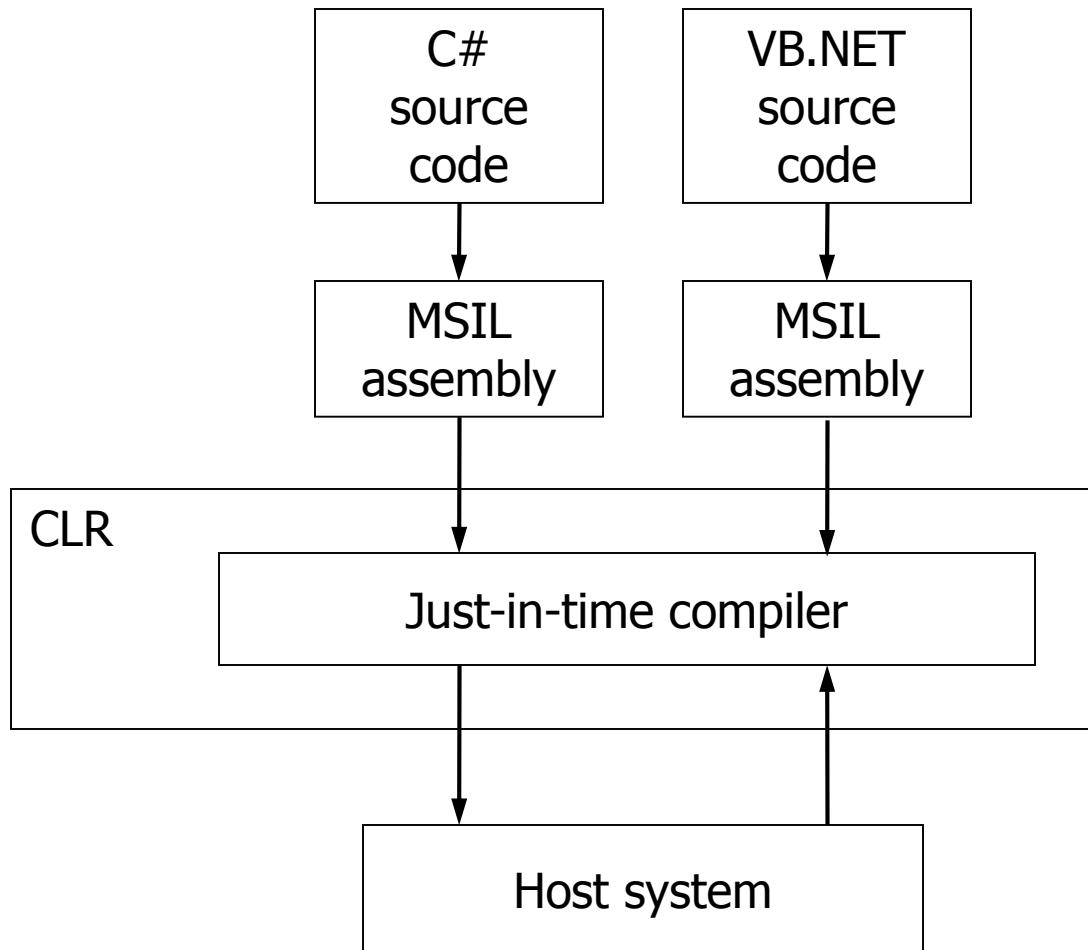 C#
source
code
VB.NET
source
code
MSIL
assembly
MSIL
assembly
CLR
Just-in-time compiler
Host system